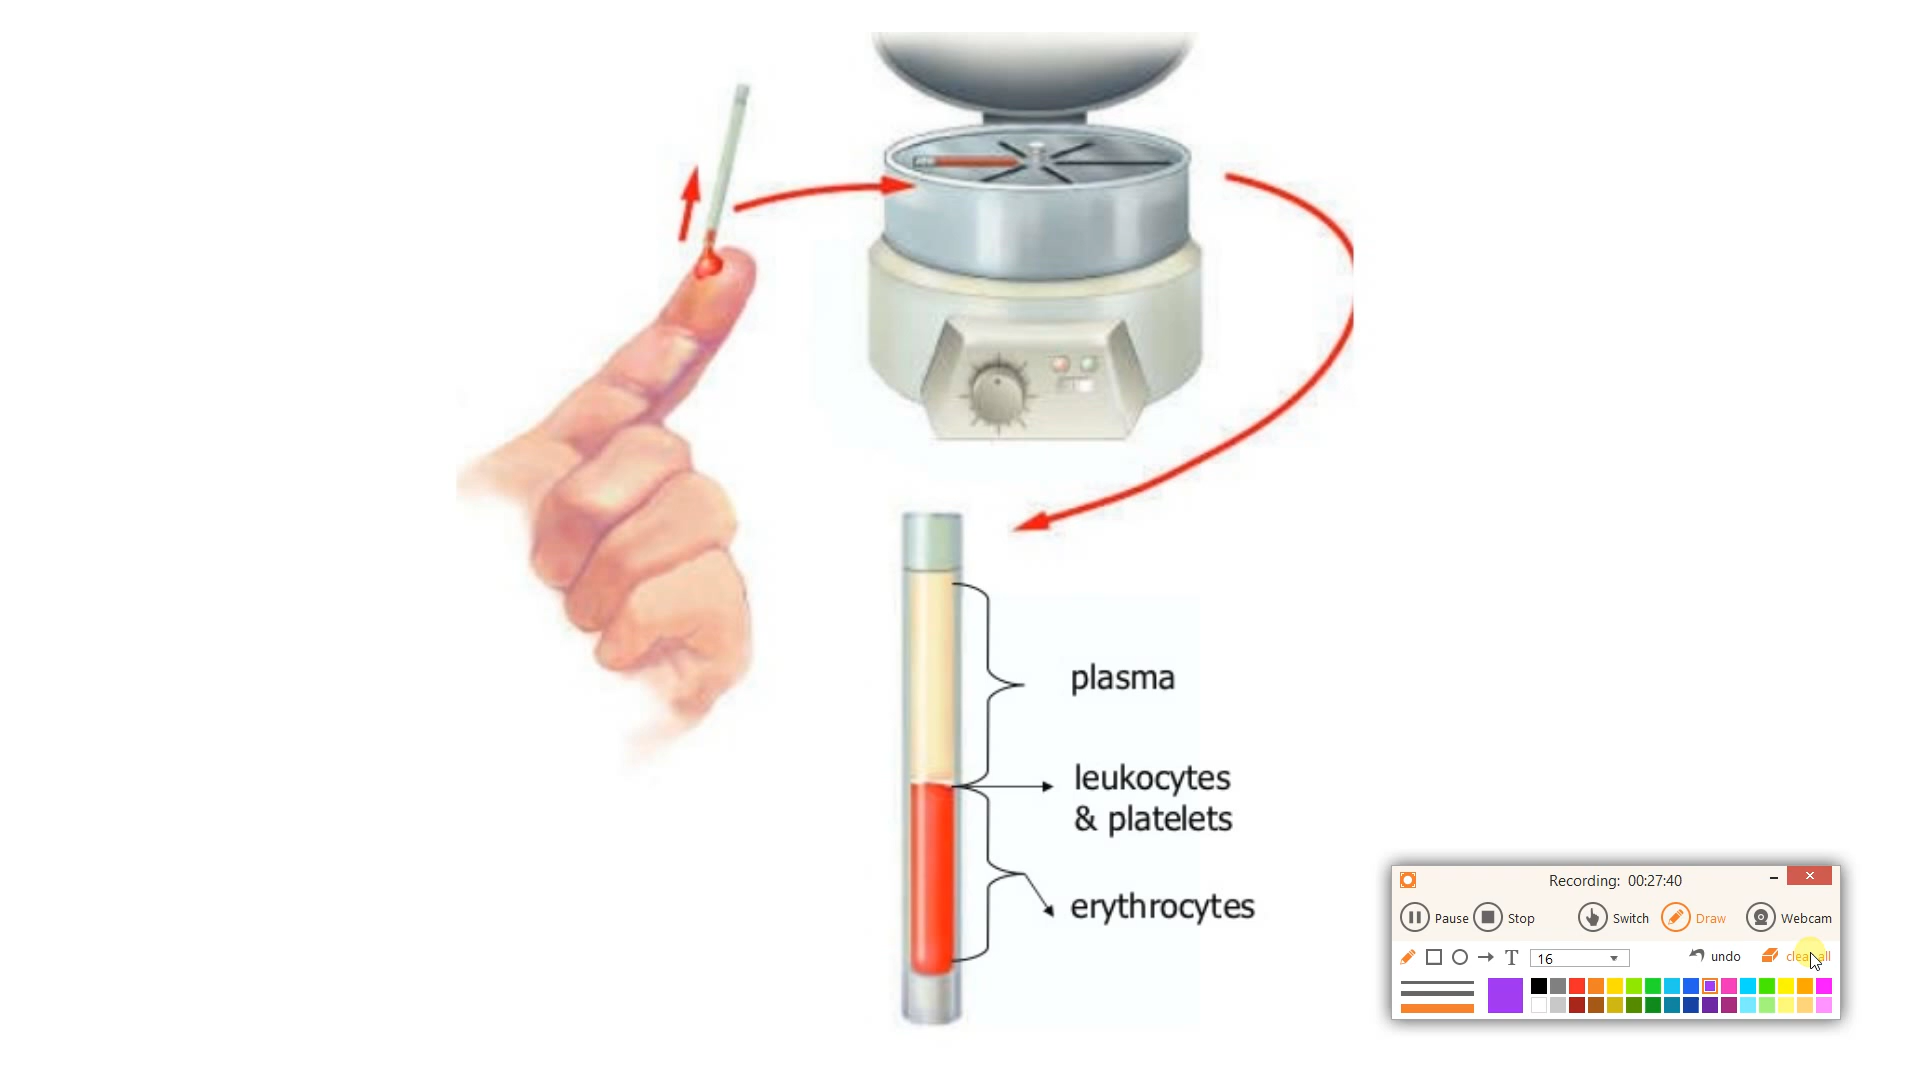 plasma
leukocytes
& platelets
erythrocytes
Recording: 00:27:40
Pause Stop Switch Draw Webcam
T 16 undo clear all